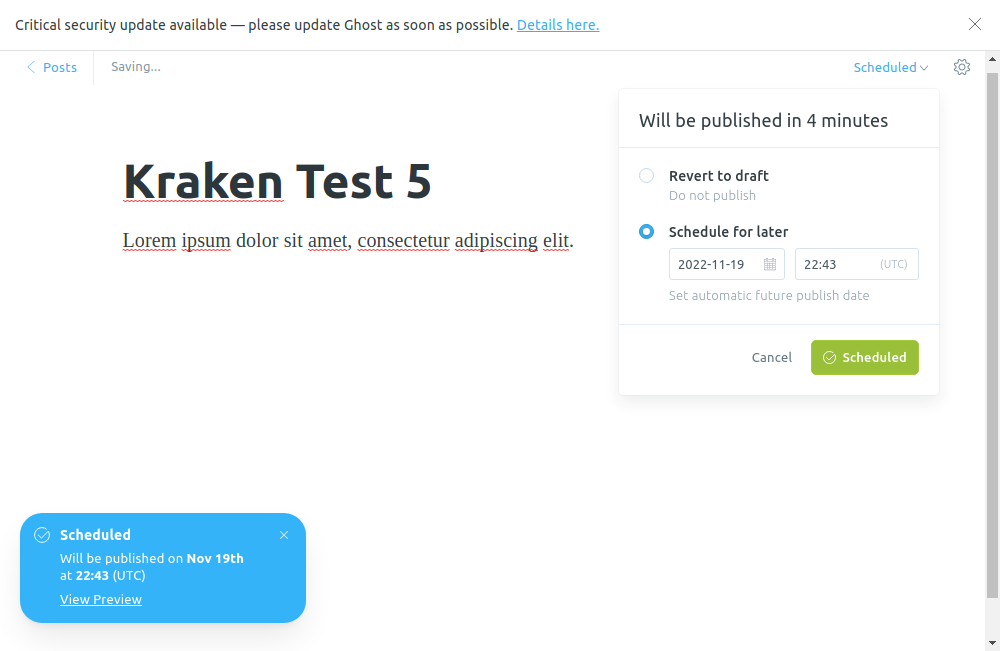 Critical security update available — please update Ghost as soon as possible. Details here.
Posts
Saving...
Scheduled
Will be published in 4 minutes
Kraken Test 5
Revert to draft
Do not publish
Lorem ipsum dolor sit amet, consectetur adipiscing elit.
Schedule for later
2022-11-19
22:43 (UTC)
Set automatic future publish date
Cancel
Scheduled
Scheduled
Will be published on Nov 19th
at 22:43 (UTC)
View Preview